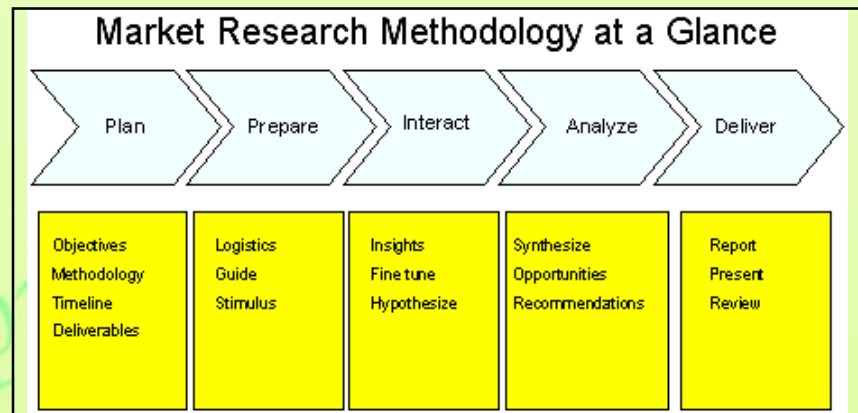 Market Research Methodology at a Glance
Plan
Prepare
Interact
Analyze
Deliver
Objectives
Methodology
Timeline
Deliverables
Logistics
Guide
Stimulus
Insights
Fine tune
Hypothesize
Synthesize
Opportunities
Recommendations
Report
Present
Review